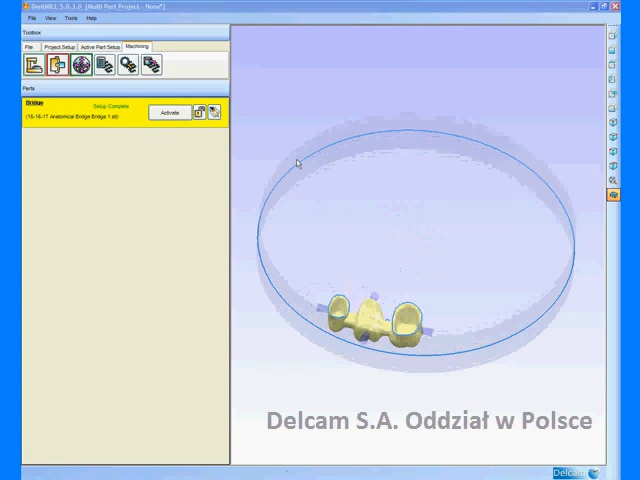 DentMILL 5.0.3.0 [Multi Part Project - None*]
File View Tools Help
Toolbox
File Project Setup Active Part Setup Machining
Parts
Bridge
Setup Complete
(15-16-17 Anatomical Bridge Bridge 1.stl)
Activate
Delcam S.A. Oddział w Polsce
Delcam